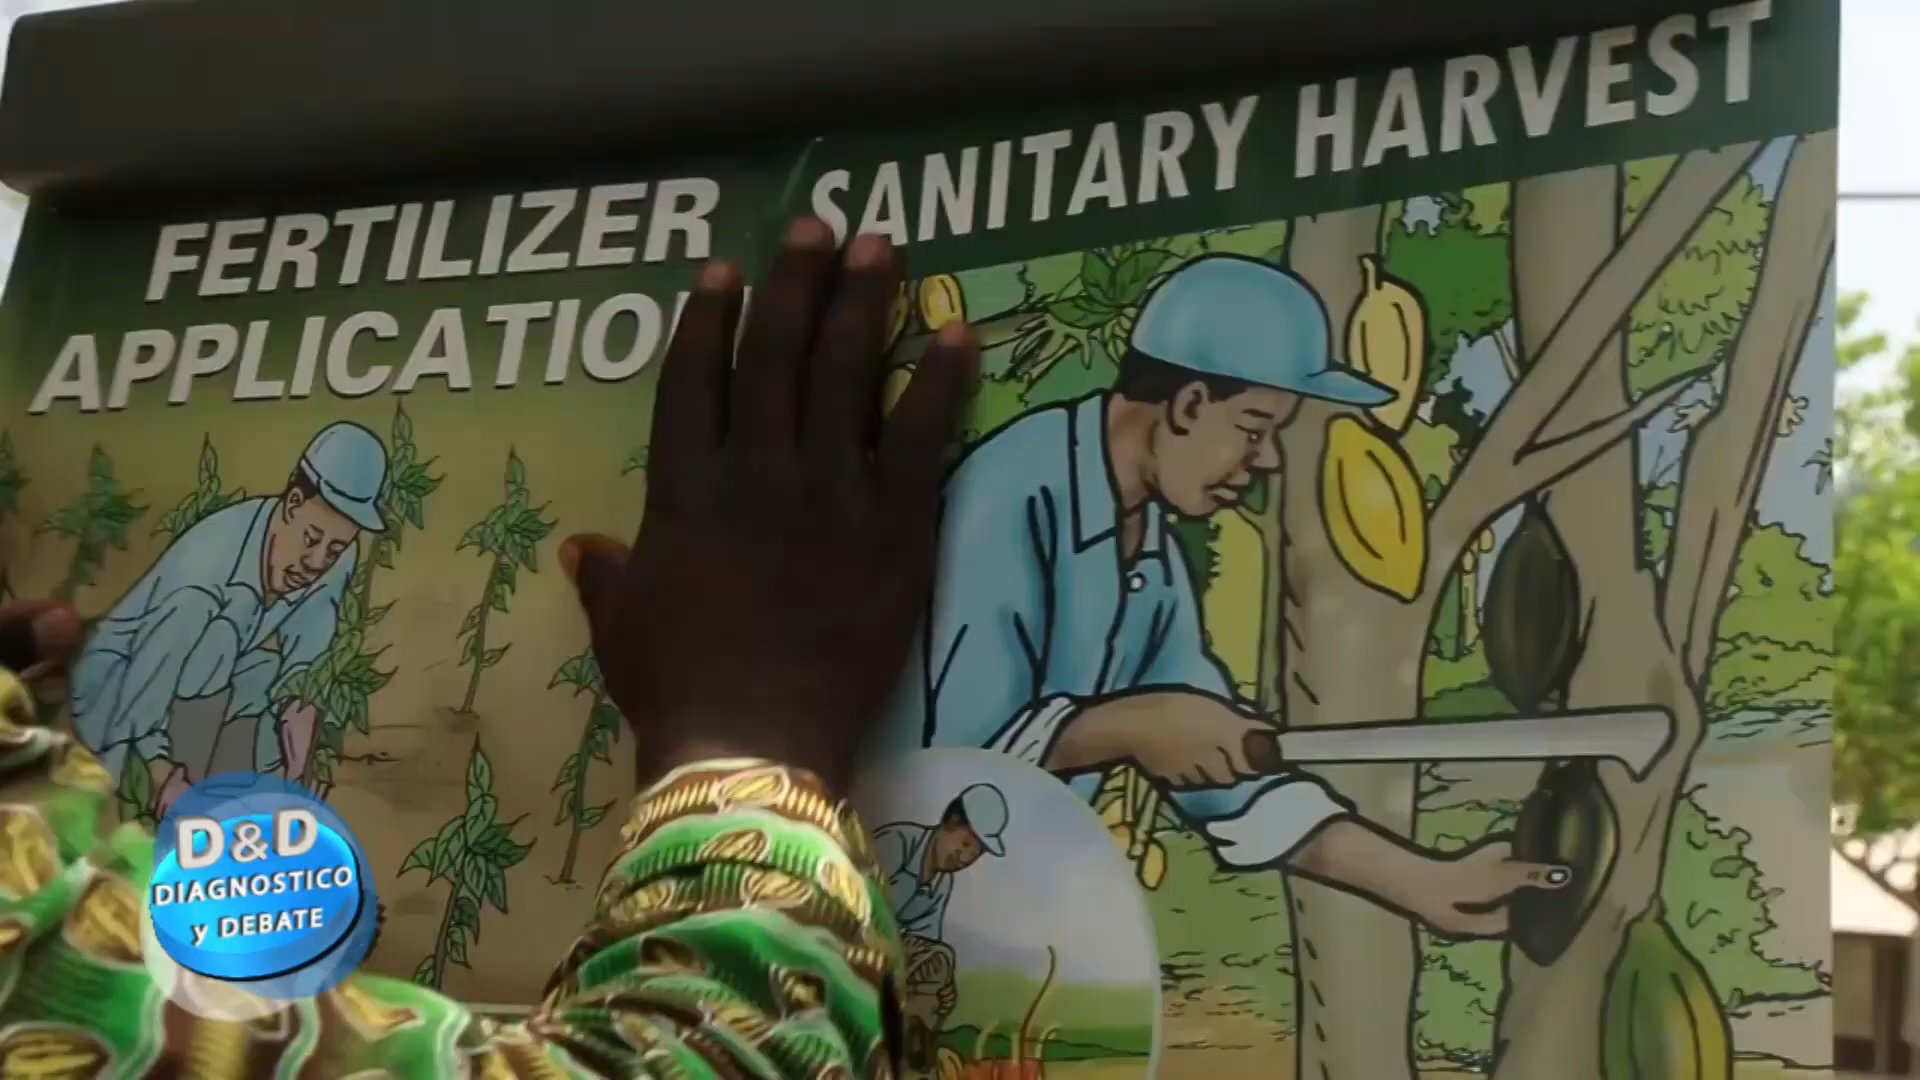 FERTILIZER
APPLICATIO
SANITARY HARVEST
D&D
DIAGNOSTICO
y DEBATE